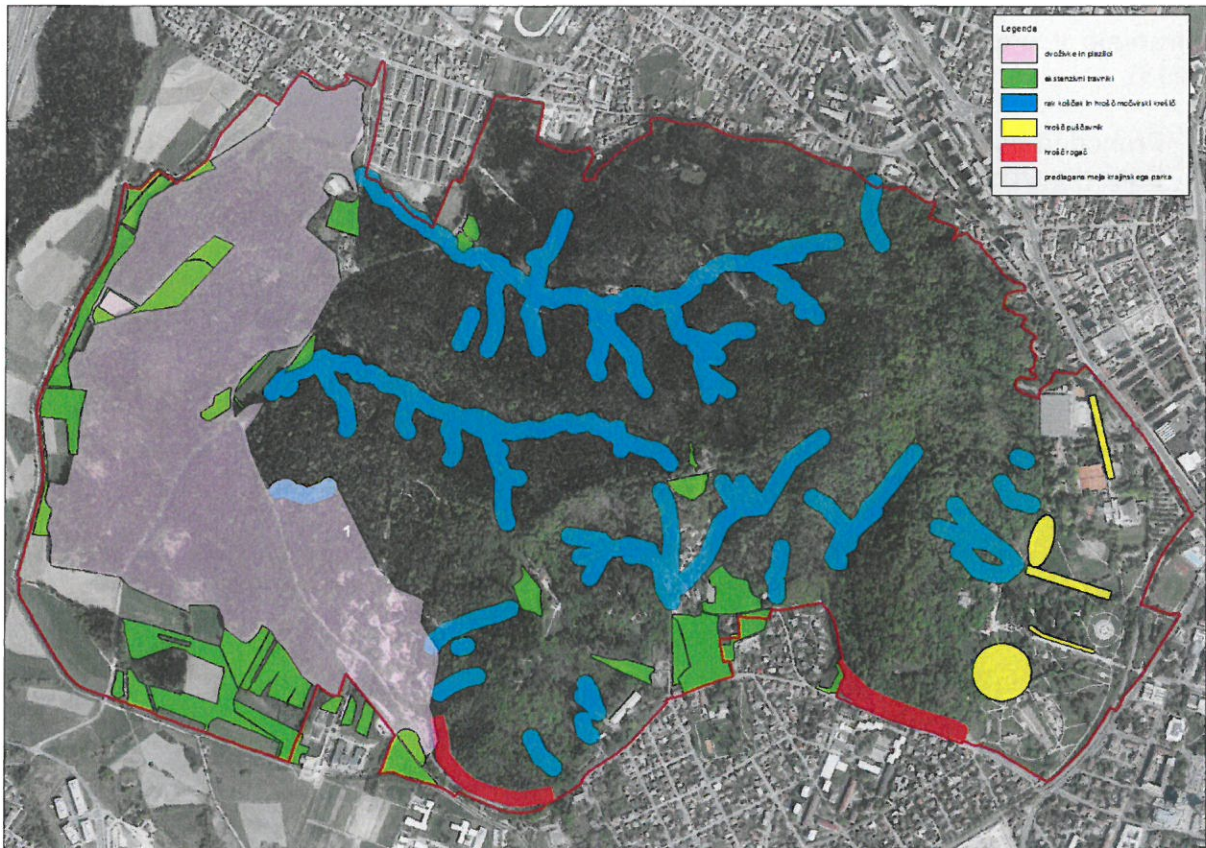 Legenda
dvoživke in plazilci
ekstenzivni travniki
rak koščak in hrošč močvirski krešič
hrošč puščavnik
hrošč rogač
predlagana meja krajinskega parka
1